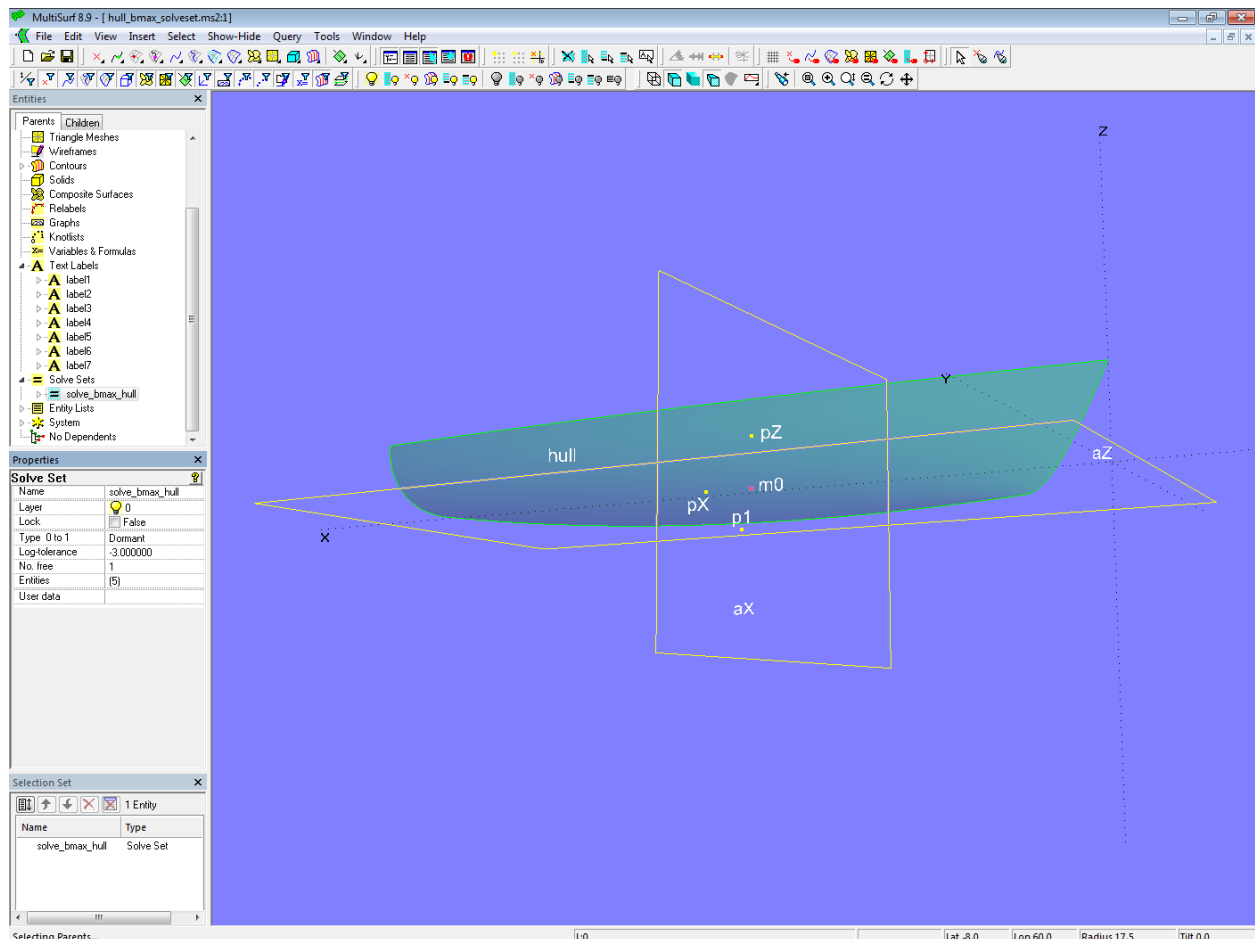 MultiSurf 8.9 - [ hull_bmax_solveset.ms2:1]
File Edit View Insert Select Show-Hide Query Tools Window Help
Entities
Parents Children
Triangle Meshes
Wireframes
Contours
Solids
Composite Surfaces
Relabels
Graphs
Knotlists
Variables & Formulas
Text Labels
label1
label2
label3
label4
label5
label6
label7
Solve Sets
solve_bmax_hull
Entity Lists
System
No Dependents
Properties
Solve Set
Name solve_bmax_hull
Layer 0
Lock False
Type 0 to 1 Dormant
Log-tolerance -3.000000
No. free 1
Entities (5)
User data
Selection Set
1 Entity
Name Type
solve_bmax_hull Solve Set
Z
Y
pZ
hull
aZ
m0
pX
p1
X
aX
Selecting Parents... L:0 Lat -8.0 Lon 60.0 Radius 17.5 Tilt 0.0